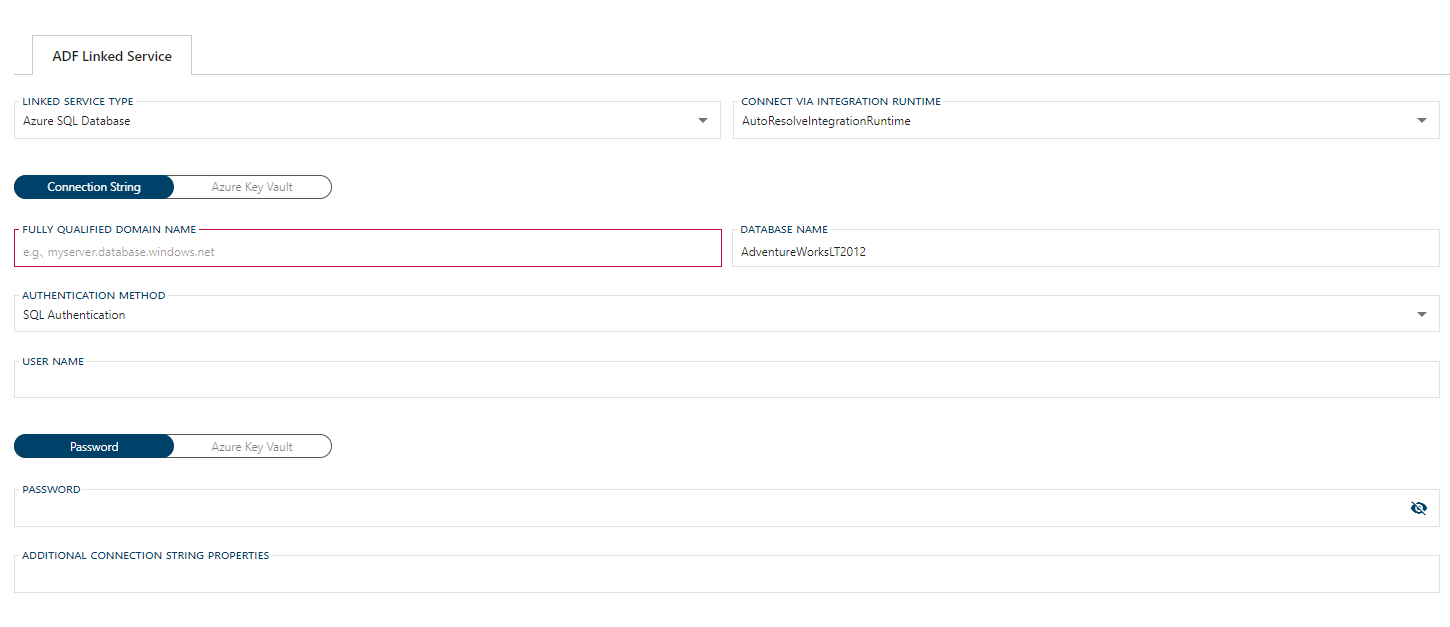 ADF Linked Service
LINKED SERVICE TYPE
Azure SQL Database
CONNECT VIA INTEGRATION RUNTIME
AutoResolveIntegrationRuntime
Connection String
Azure Key Vault
FULLY QUALIFIED DOMAIN NAME
e.g., myserver.database.windows.net
DATABASE NAME
AdventureWorksLT2012
AUTHENTICATION METHOD
SQL Authentication
USER NAME
Password
Azure Key Vault
PASSWORD
ADDITIONAL CONNECTION STRING PROPERTIES